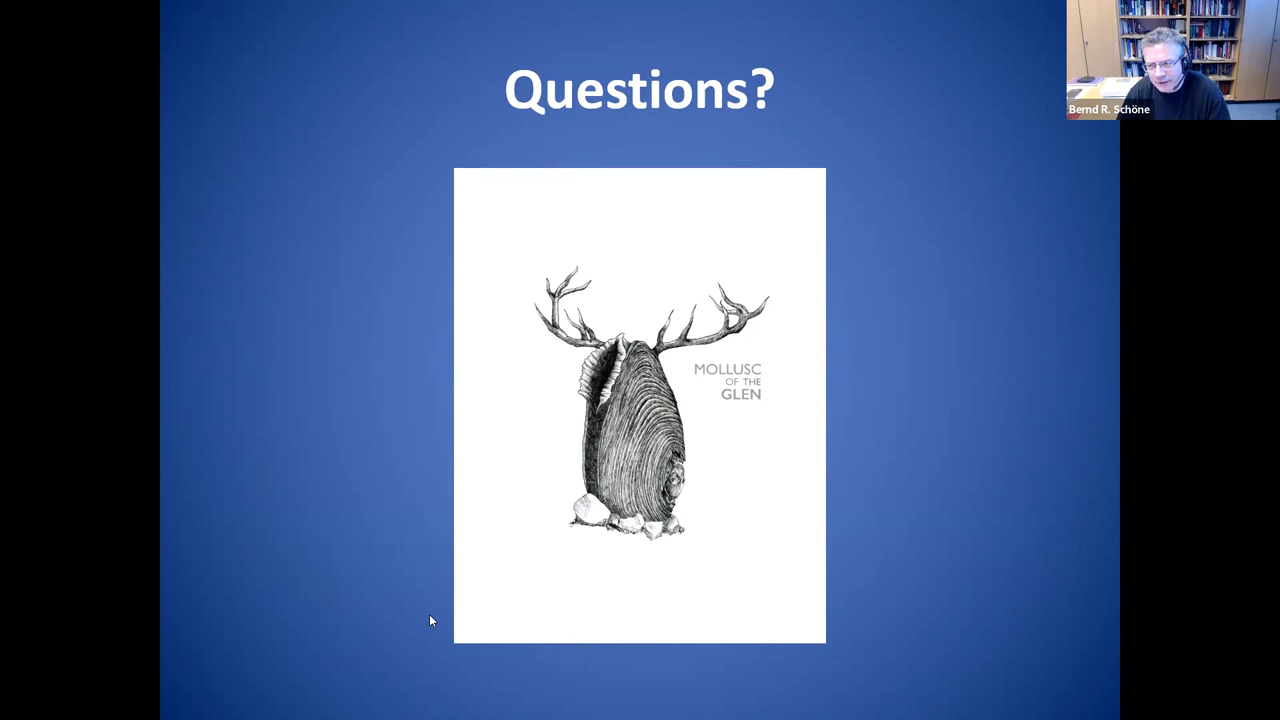 Questions?
Bernd R. Schöne
MOLLUSC
OF THE
GLEN